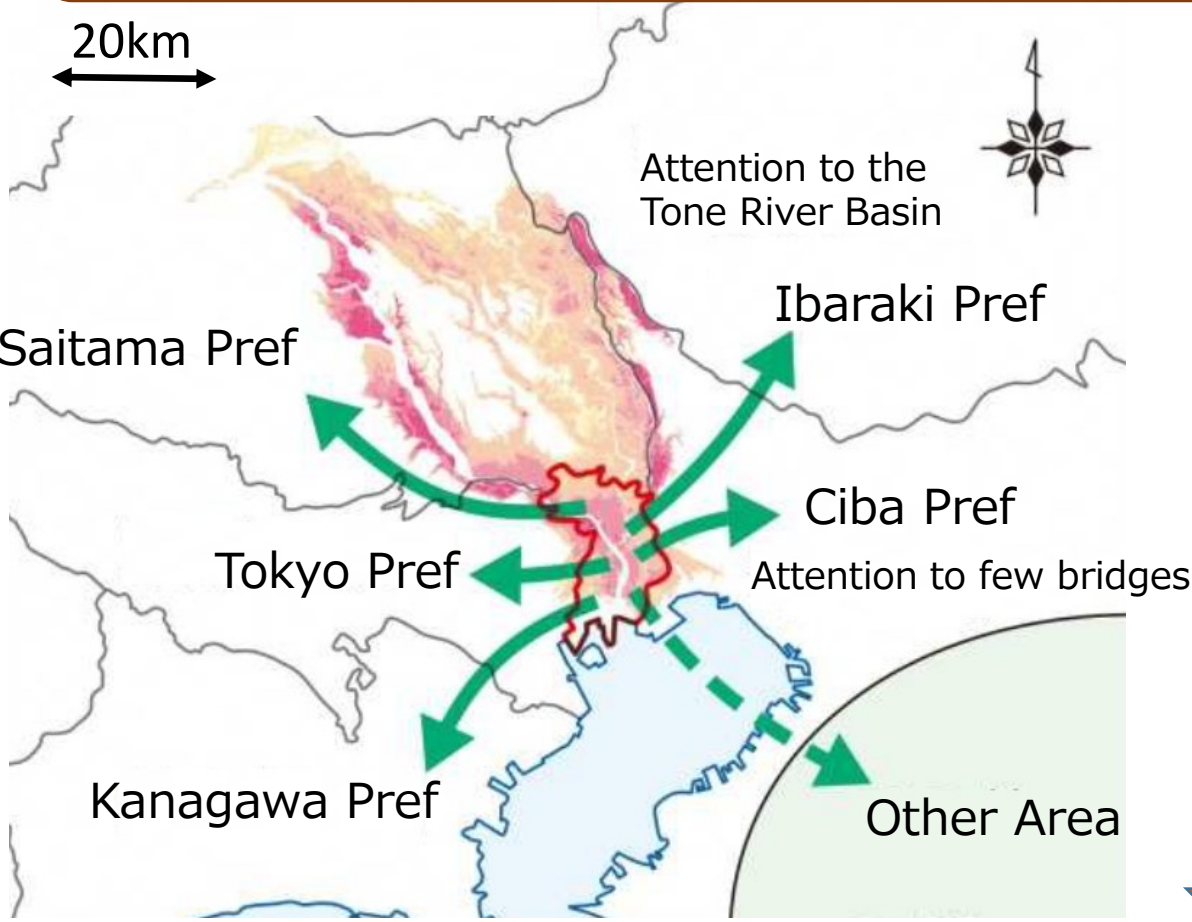 20km
Attention to the
Tone River Basin
Ibaraki Pref
Saitama Pref
Ciba Pref
Tokyo Pref
Attention to few bridges
Kanagawa Pref
Other Area